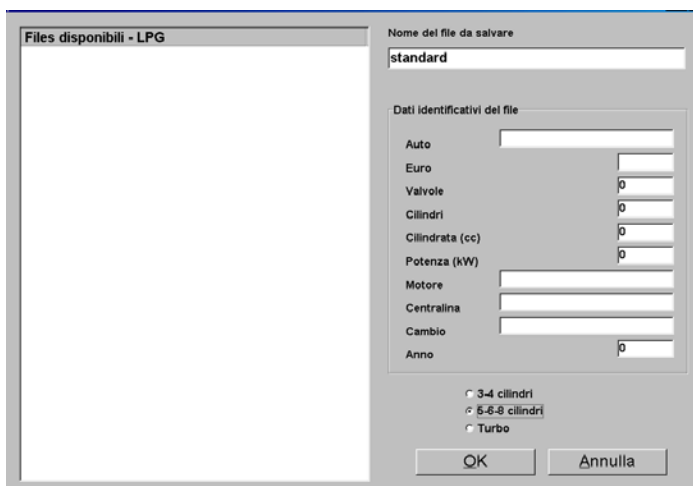 Files disponibili - LPG
Nome del file da salvare
standard
Dati identificativi del file
Auto
Euro
Valvole 0
Cilindri 0
Cilindrata (cc) 0
Potenza (kW) 0
Motore
Centralina
Cambio
Anno 0
3-4 cilindri
5-6-8 cilindri
Turbo
OK Annulla